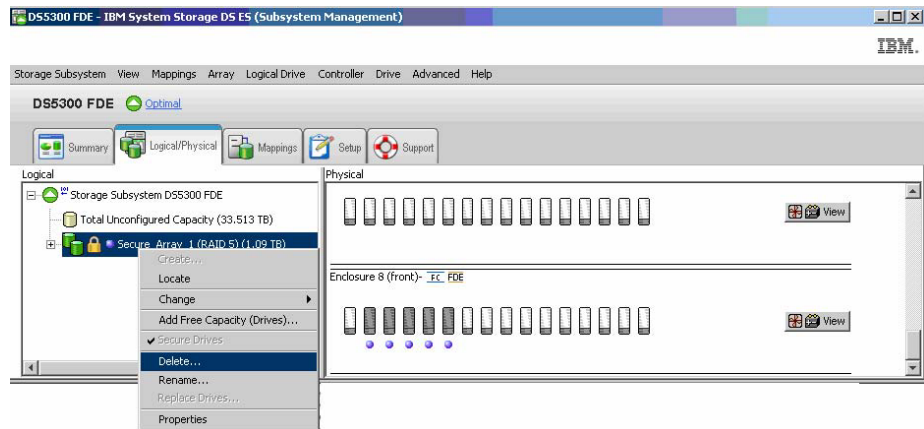 DS5300 FDE - IBM System Storage DS ES (Subsystem Management)
IBM.
Storage Subsystem View Mappings Array Logical Drive Controller Drive Advanced Help
DS5300 FDE Optimal
Summary Logical/Physical Mappings Setup Support
Logical
Storage Subsystem DS5300 FDE
Total Unconfigured Capacity (33.513 TB)
Secure_Array_1 (RAID 5) (1.09 TB)
Create...
Locate
Change
Add Free Capacity (Drives)...
Secure Drives
Delete...
Rename...
Replace Drives...
Properties
Physical
View
Enclosure 8 (front)- FC FDE
View